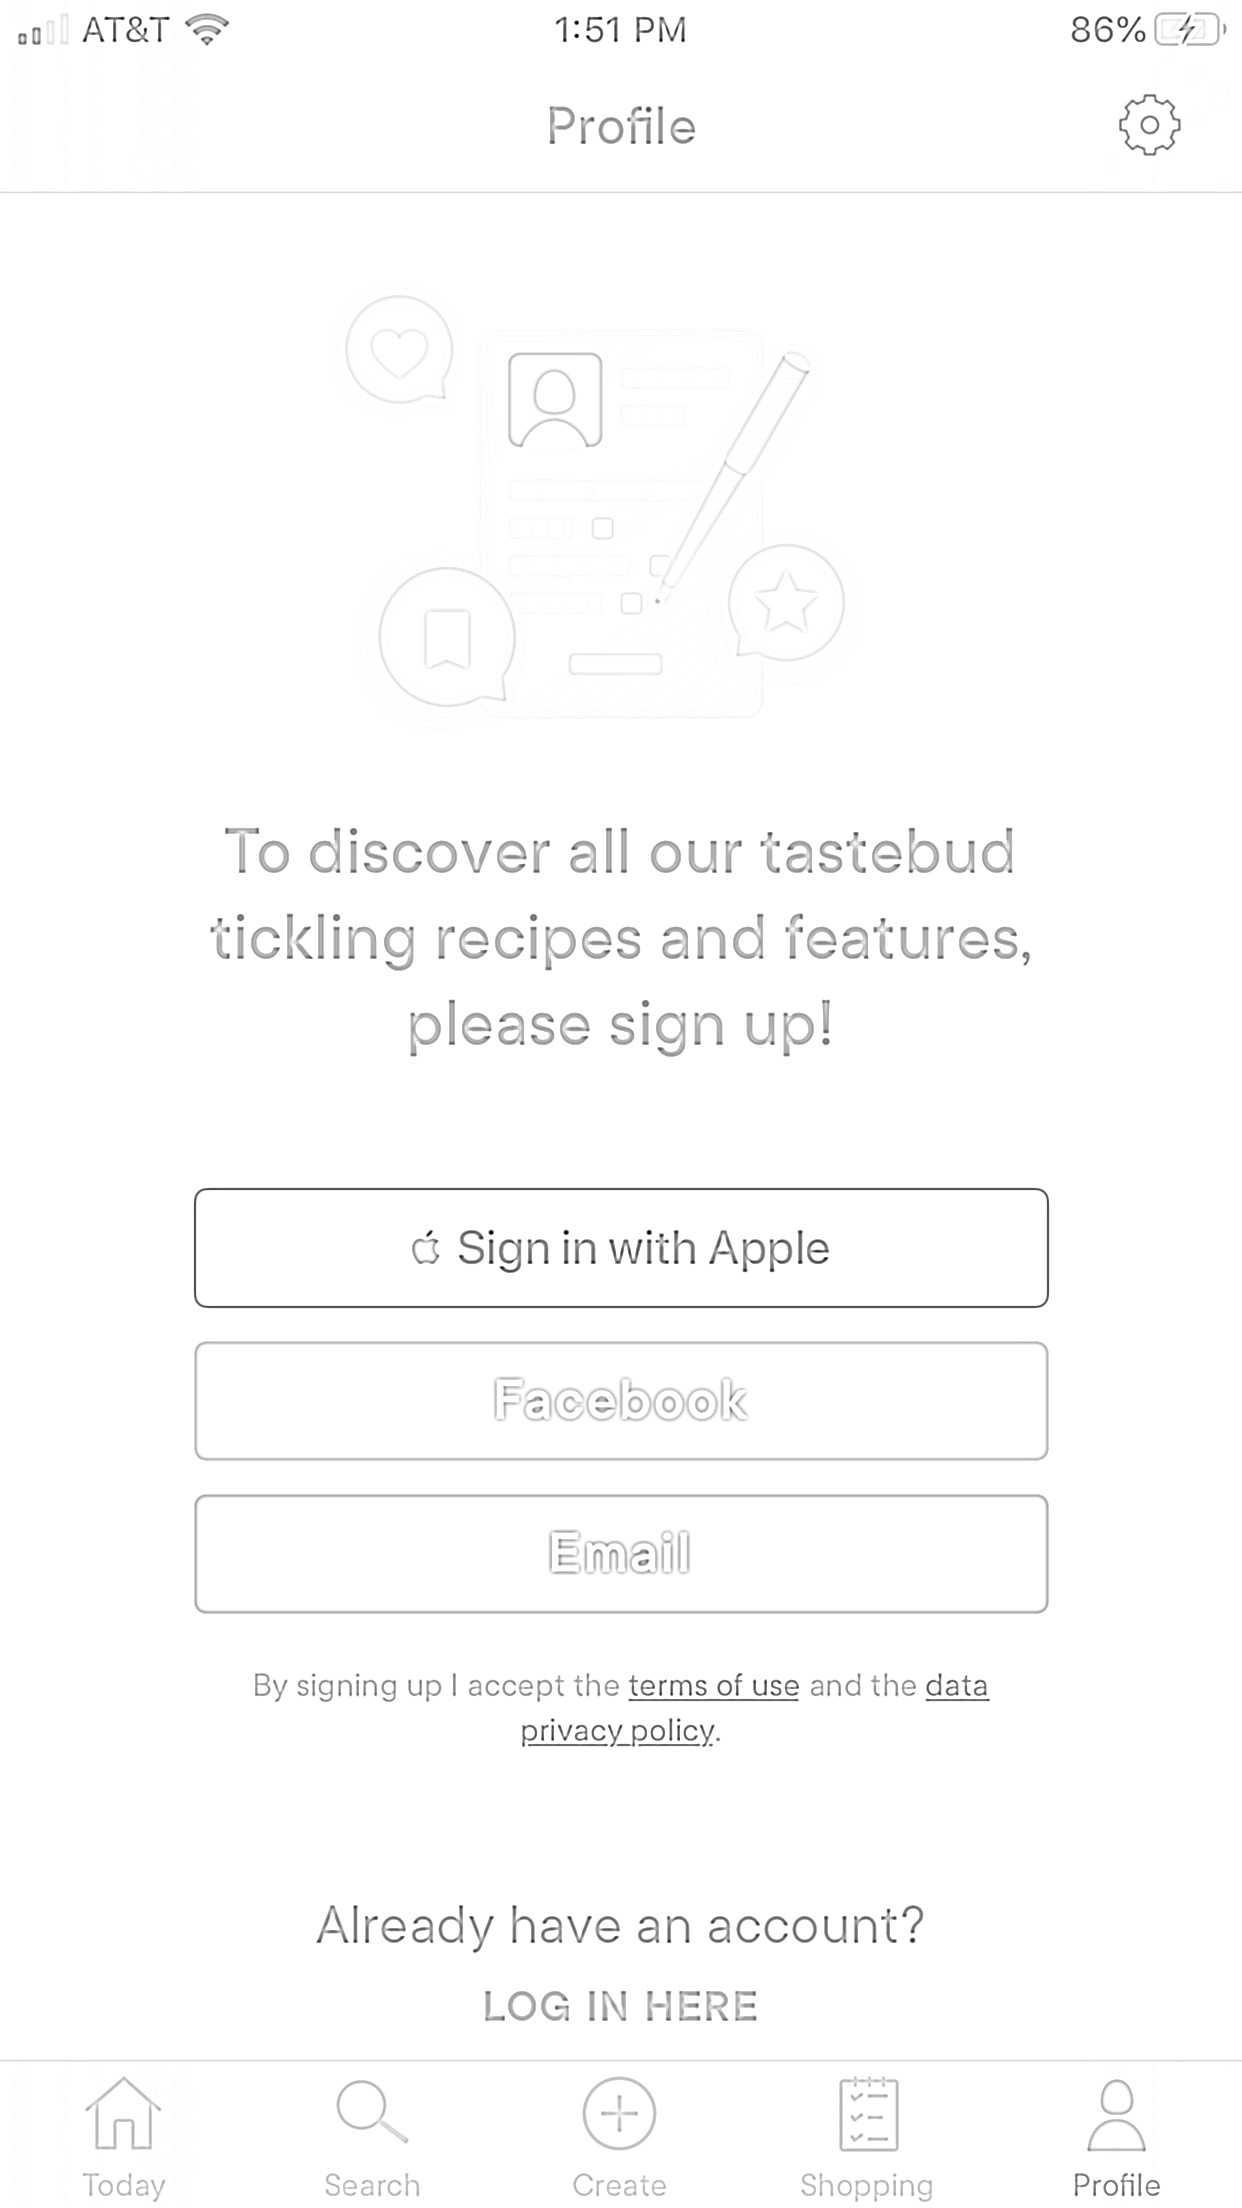 AT&T 1:51 PM 86%
Profile
To discover all our tastebud
tickling recipes and features,
please sign up!
Sign in with Apple
Facebook
Email
By signing up I accept the terms of use and the data
privacy policy.
Already have an account?
LOG IN HERE
Today Search Create Shopping Profile